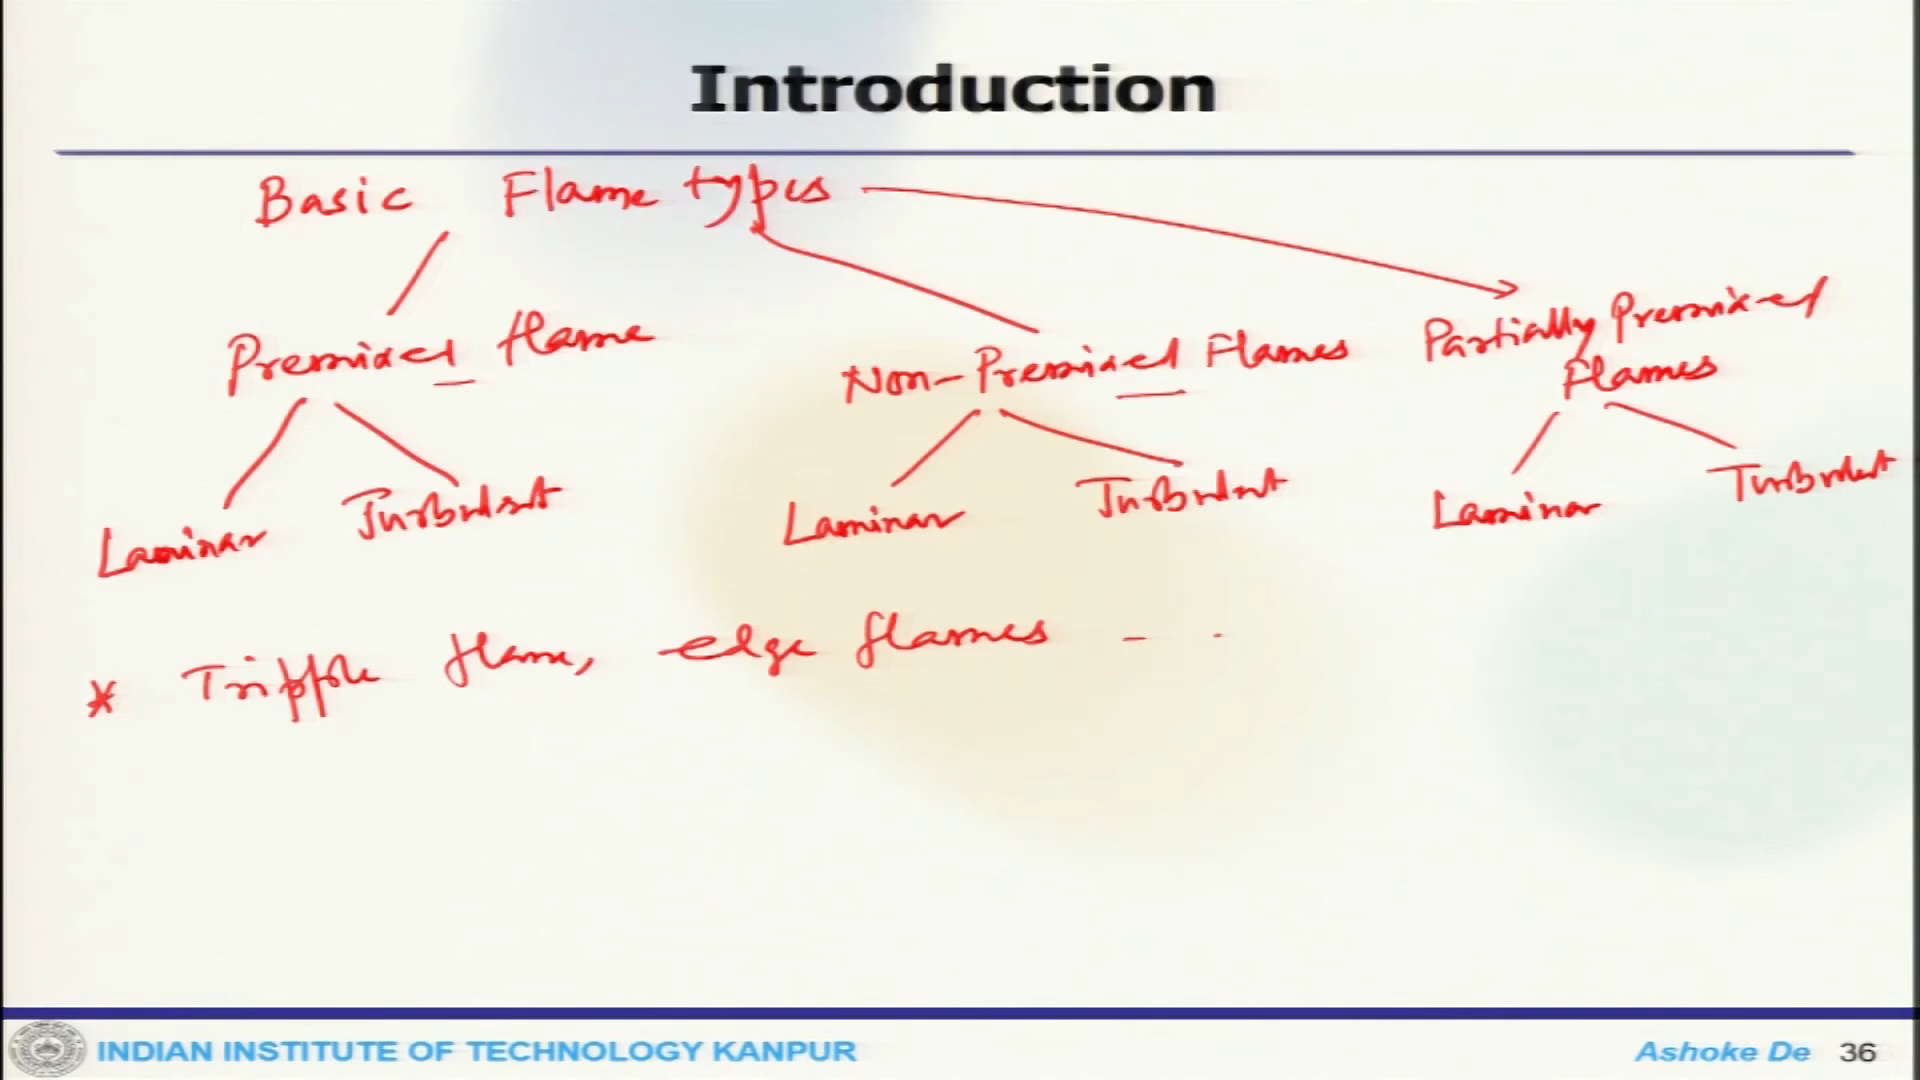 Introduction
Basic Flame types
Premixed flame
Non-Premixed Flames
Partially Premixed
Flames
Laminar Turbulent
Laminar Turbulent
Laminar Turbulent
* Tripple flame, edge flames - .
INDIAN INSTITUTE OF TECHNOLOGY KANPUR
Ashoke De 36